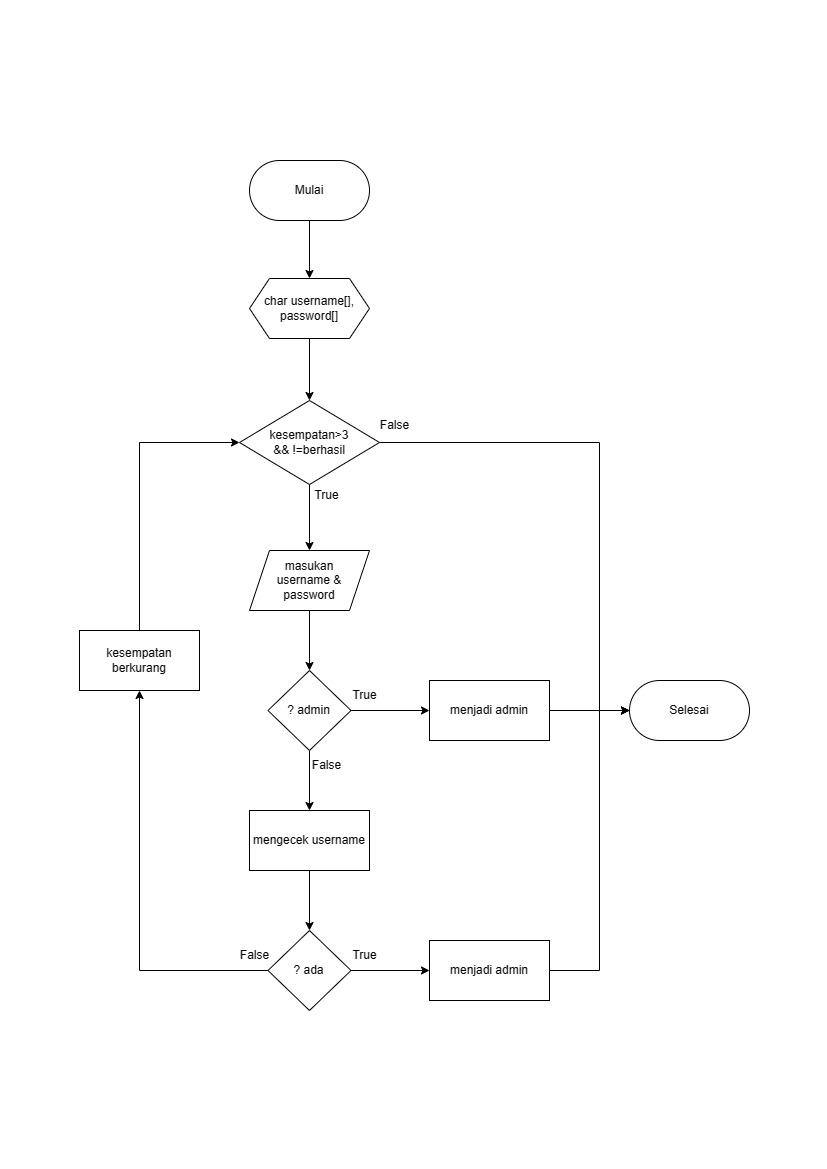 Mulai
char username[],
password[]
kesempatan>3
&& !=berhasil
False
True
masukan
username &
password
kesempatan
berkurang
? admin
True
menjadi admin
Selesai
False
mengecek username
False
? ada
True
menjadi admin